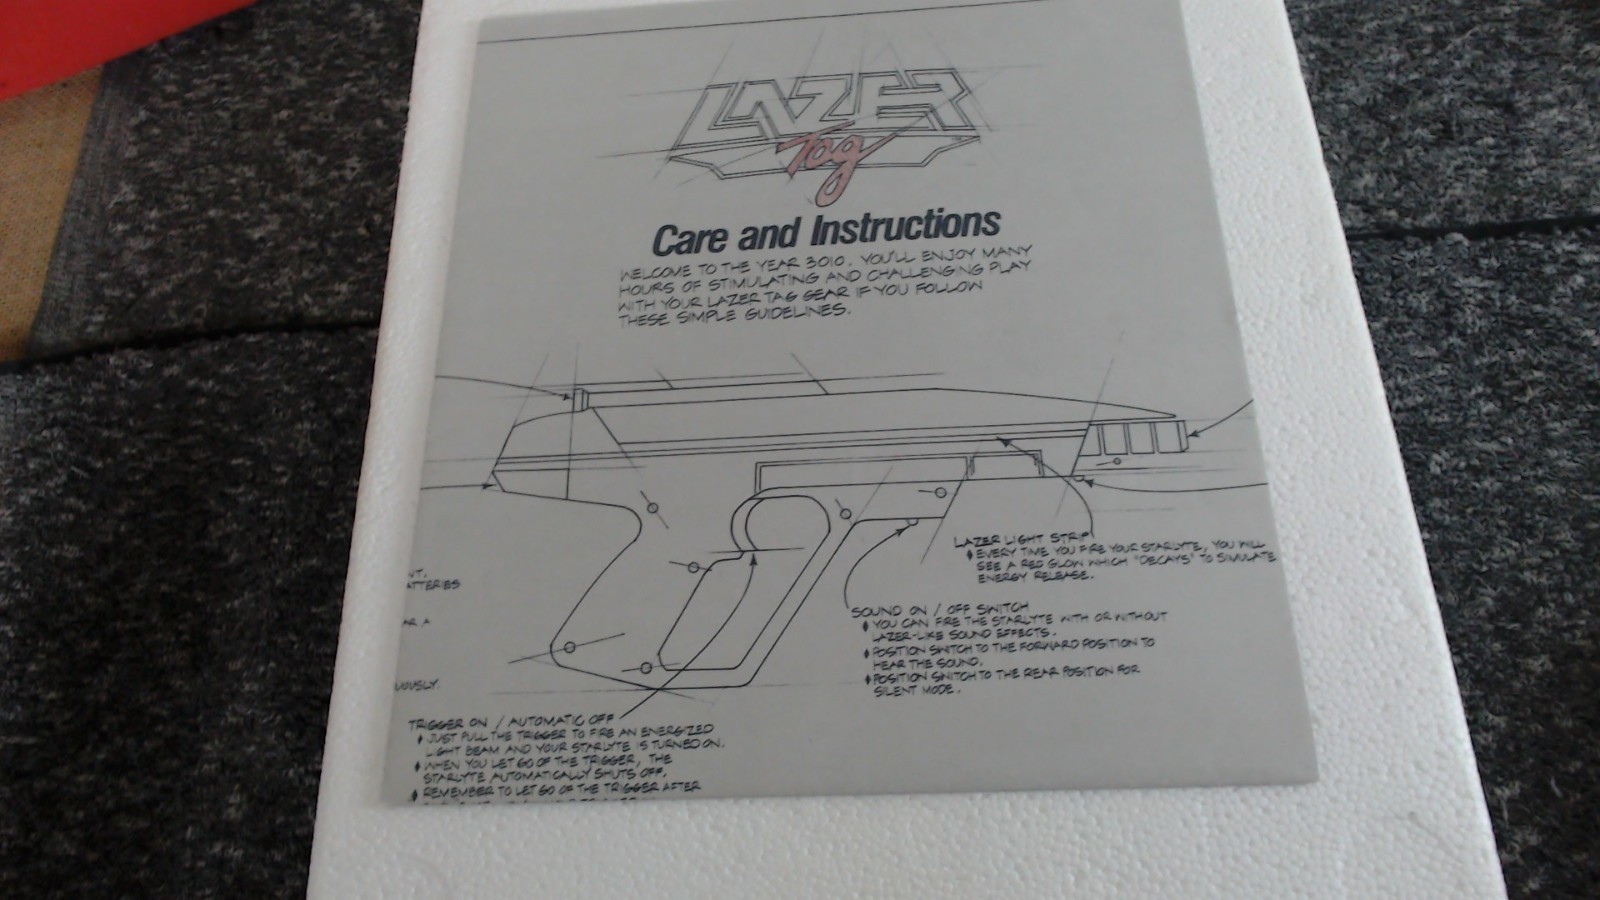 LAZER
Tag
Care and Instructions
WELCOME TO THE YEAR 3010. YOU'LL ENJOY MANY
HOURS OF STIMULATING AND CHALLENGING PLAY
WITH YOUR LAZER TAG GEAR IF YOU FOLLOW
THESE SIMPLE GUIDELINES.
LAZER LIGHT STRIP
♦ EVERY TIME YOU FIRE YOUR STARLYTE, YOU WILL
SEE A RED GLOW WHICH "DECAYS" TO SIMULATE
ENERGY RELEASE.
SOUND ON / OFF SWITCH
♦ YOU CAN FIRE THE STARLYTE WITH OR WITHOUT
LAZER-LIKE SOUND EFFECTS.
♦ POSITION SWITCH TO THE FORWARD POSITION TO
HEAR THE SOUND.
♦ POSITION SWITCH TO THE REAR POSITION FOR
SILENT MODE.
NT.
ATTERIES
AR A
UOUSLY.
TRIGGER ON / AUTOMATIC OFF
♦ JUST PULL THE TRIGGER TO FIRE AN ENERGIZED
LIGHT BEAM AND YOUR STARLYTE IS TURNED ON.
♦ WHEN YOU LET GO OF THE TRIGGER, THE
STARLYTE AUTOMATICALLY SHUTS OFF.
♦ REMEMBER TO LET GO OF THE TRIGGER AFTER